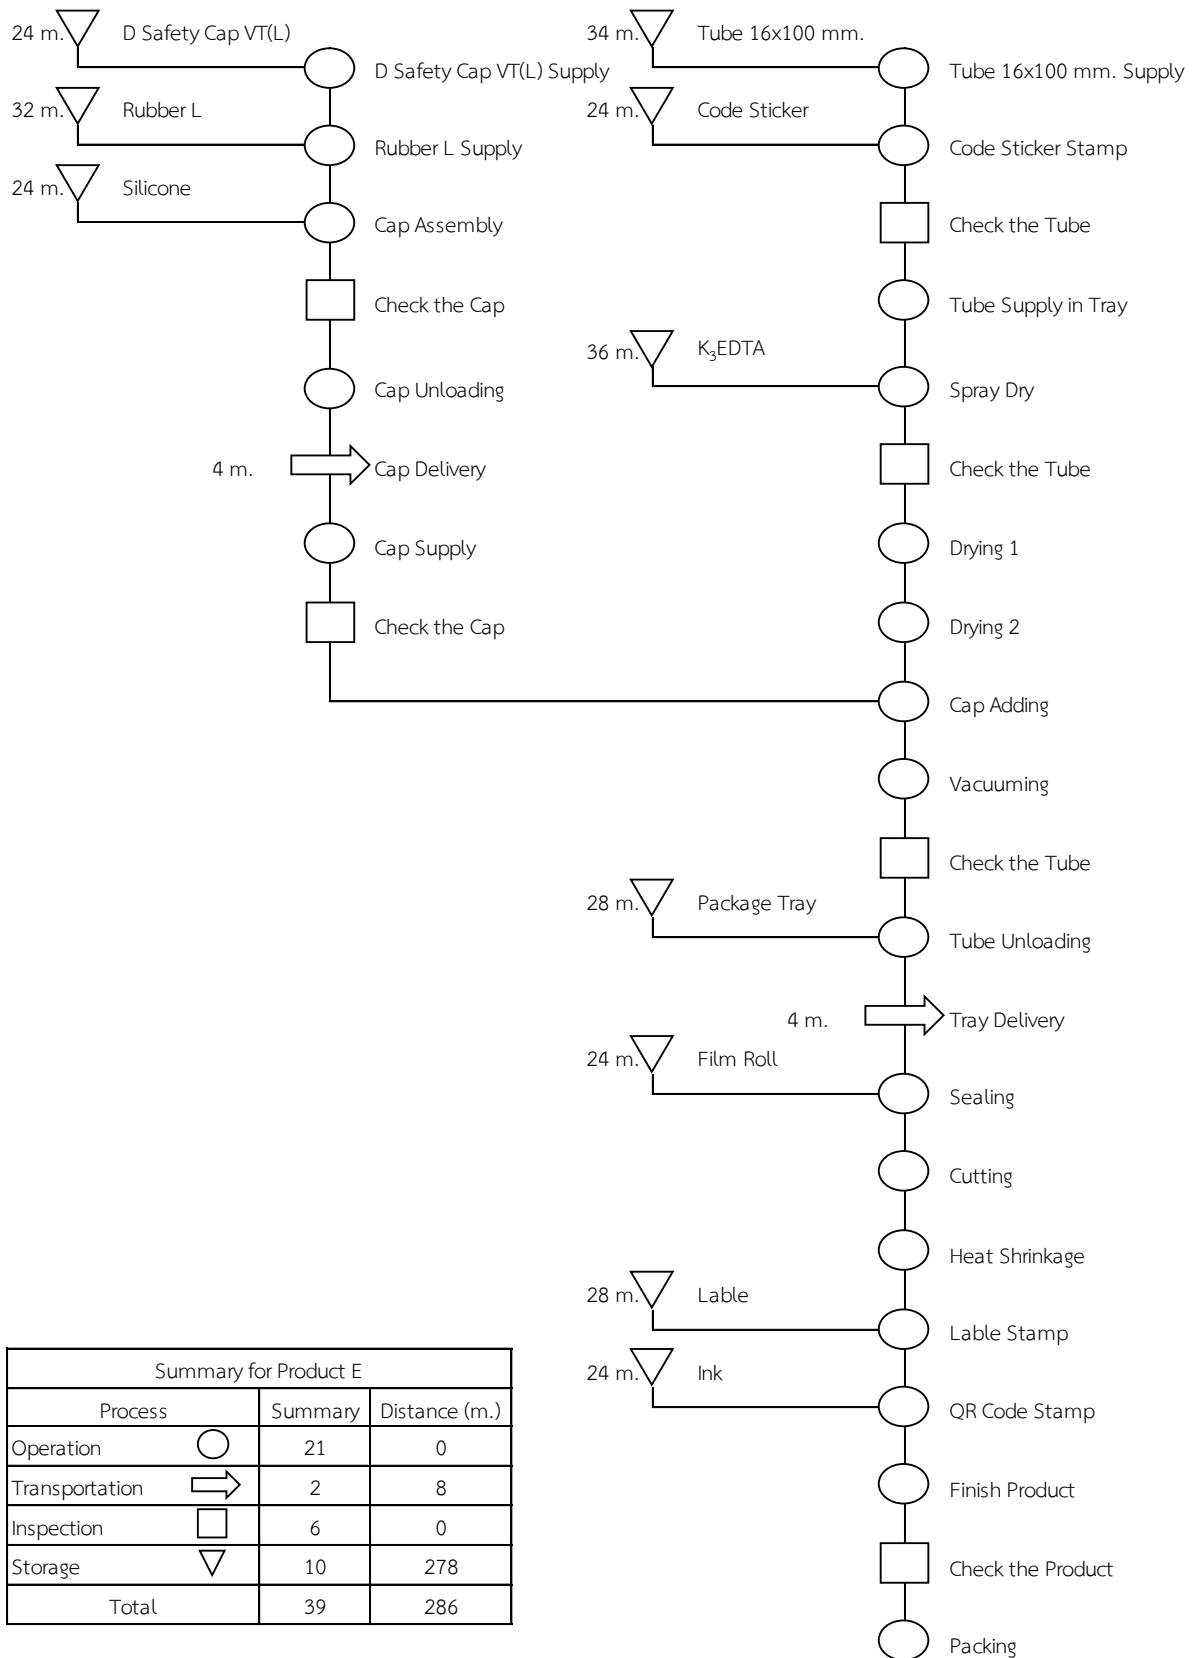 24 m. D Safety Cap VT(L)
D Safety Cap VT(L) Supply
32 m. Rubber L
Rubber L Supply
24 m. Silicone
Cap Assembly
Check the Cap
Cap Unloading
4 m. Cap Delivery
Cap Supply
Check the Cap
34 m. Tube 16x100 mm.
Tube 16x100 mm. Supply
24 m. Code Sticker
Code Sticker Stamp
Check the Tube
Tube Supply in Tray
36 m. K₃EDTA
Spray Dry
Check the Tube
Drying 1
Drying 2
Cap Adding
Vacuuming
Check the Tube
28 m. Package Tray
Tube Unloading
4 m. Tray Delivery
24 m. Film Roll
Sealing
Cutting
Heat Shrinkage
28 m. Lable
Lable Stamp
24 m. Ink
QR Code Stamp
Finish Product
Check the Product
Packing
Summary for Product E
Process Summary Distance (m.)
Operation 21 0
Transportation 2 8
Inspection 6 0
Storage 10 278
Total 39 286